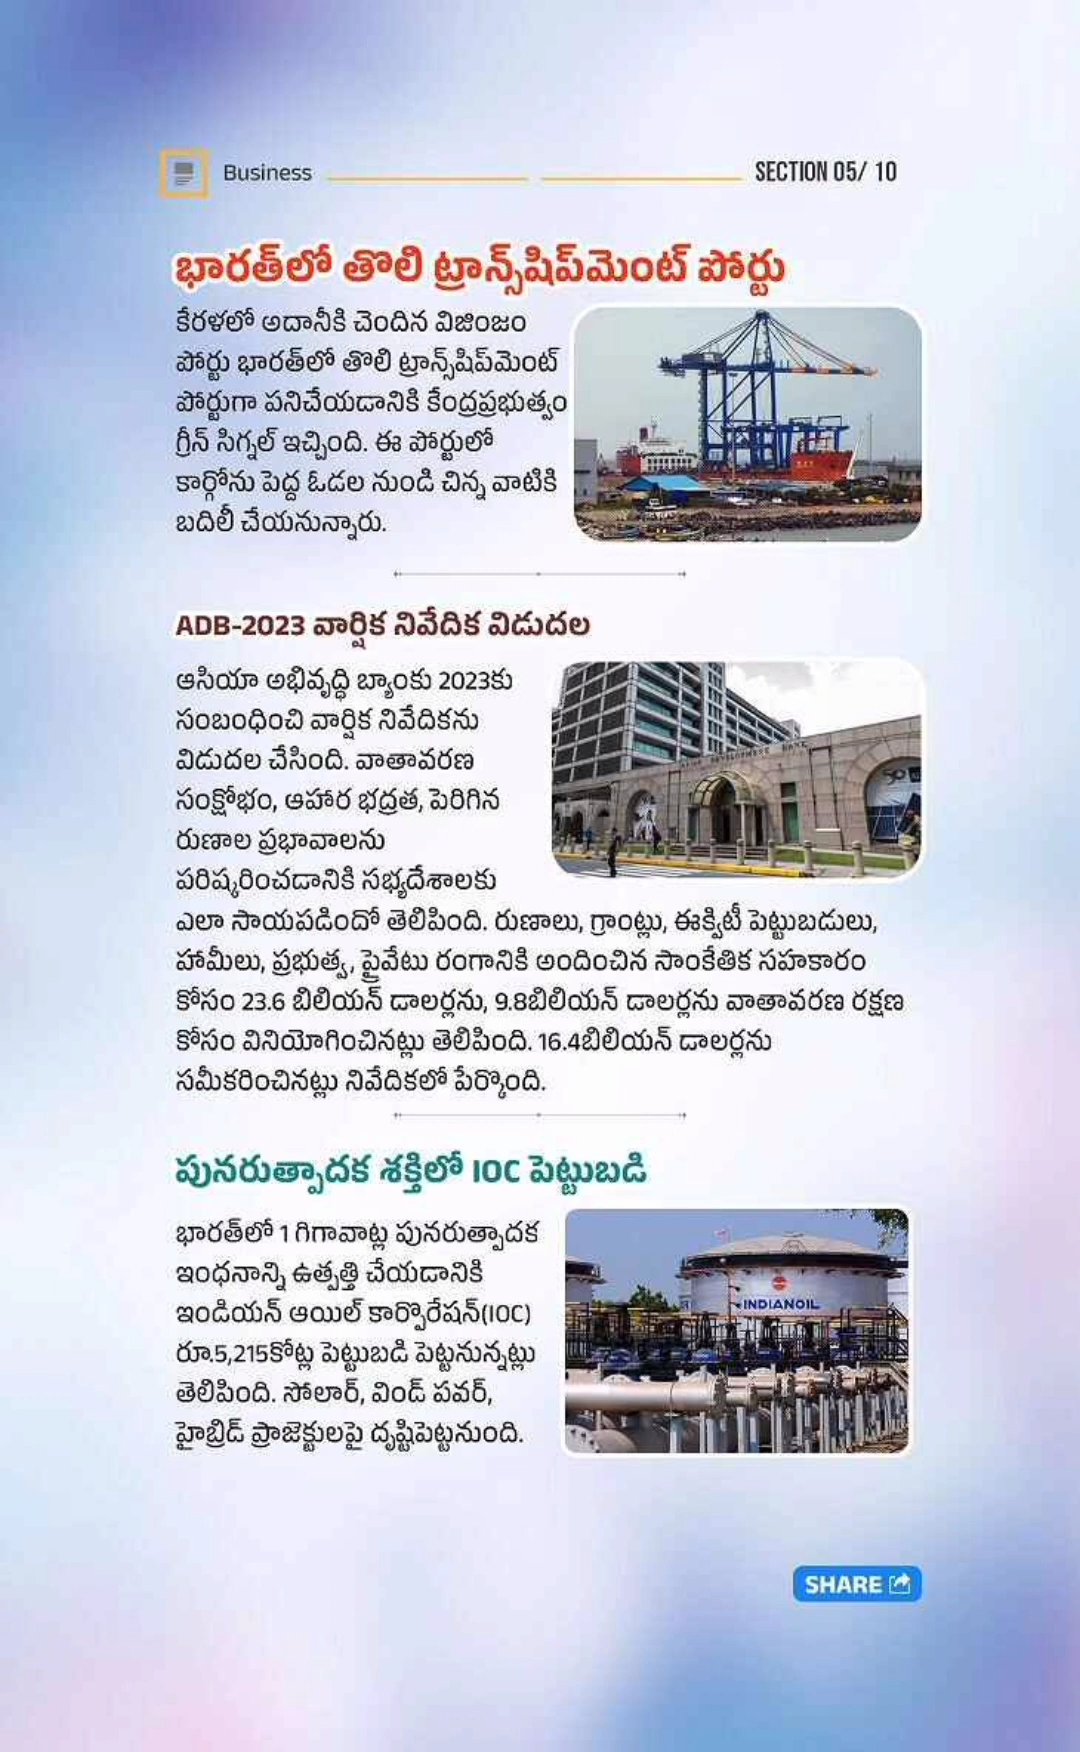 Business
SECTION 05/ 10
భారత్‌లో తొలి ట్రాన్స్‌షిప్‌మెంట్ పోర్టు
కేరళలో అదానీకి చెందిన విజింజం
పోర్టు భారత్‌లో తొలి ట్రాన్స్‌షిప్‌మెంట్
పోర్టుగా పనిచేయడానికి కేంద్రప్రభుత్వం
గ్రీన్ సిగ్నల్ ఇచ్చింది. ఈ పోర్టులో
కార్గోను పెద్ద ఓడల నుండి చిన్న వాటికి
బదిలీ చేయనున్నారు.
ADB-2023 వార్షిక నివేదిక విడుదల
ఆసియా అభివృద్ధి బ్యాంకు 2023కు
సంబంధించి వార్షిక నివేదికను
విడుదల చేసింది. వాతావరణ
సంక్షోభం, ఆహార భద్రత, పెరిగిన
రుణాల ప్రభావాలను
పరిష్కరించడానికి సభ్యదేశాలకు
ఎలా సాయపడిందో తెలిపింది. రుణాలు, గ్రాంట్లు, ఈక్విటీ పెట్టుబడులు,
హామీలు, ప్రభుత్వ, ప్రైవేటు రంగానికి అందించిన సాంకేతిక సహకారం
కోసం 23.6 బిలియన్ డాలర్లను, 9.8బిలియన్ డాలర్లను వాతావరణ రక్షణ
కోసం వినియోగించినట్లు తెలిపింది. 16.4బిలియన్ డాలర్లను
సమీకరించినట్లు నివేదికలో పేర్కొంది.
DEVELOPMENT BANK
పునరుత్పాదక శక్తిలో IOC పెట్టుబడి
భారత్‌లో 1 గిగావాట్ల పునరుత్పాదక
ఇంధనాన్ని ఉత్పత్తి చేయడానికి
ఇండియన్ ఆయిల్ కార్పొరేషన్(IOC)
రూ.5,215కోట్ల పెట్టుబడి పెట్టనున్నట్లు
తెలిపింది. సోలార్, విండ్ పవర్,
హైబ్రిడ్ ప్రాజెక్టులపై దృష్టిపెట్టనుంది.
INDIANOIL
SHARE